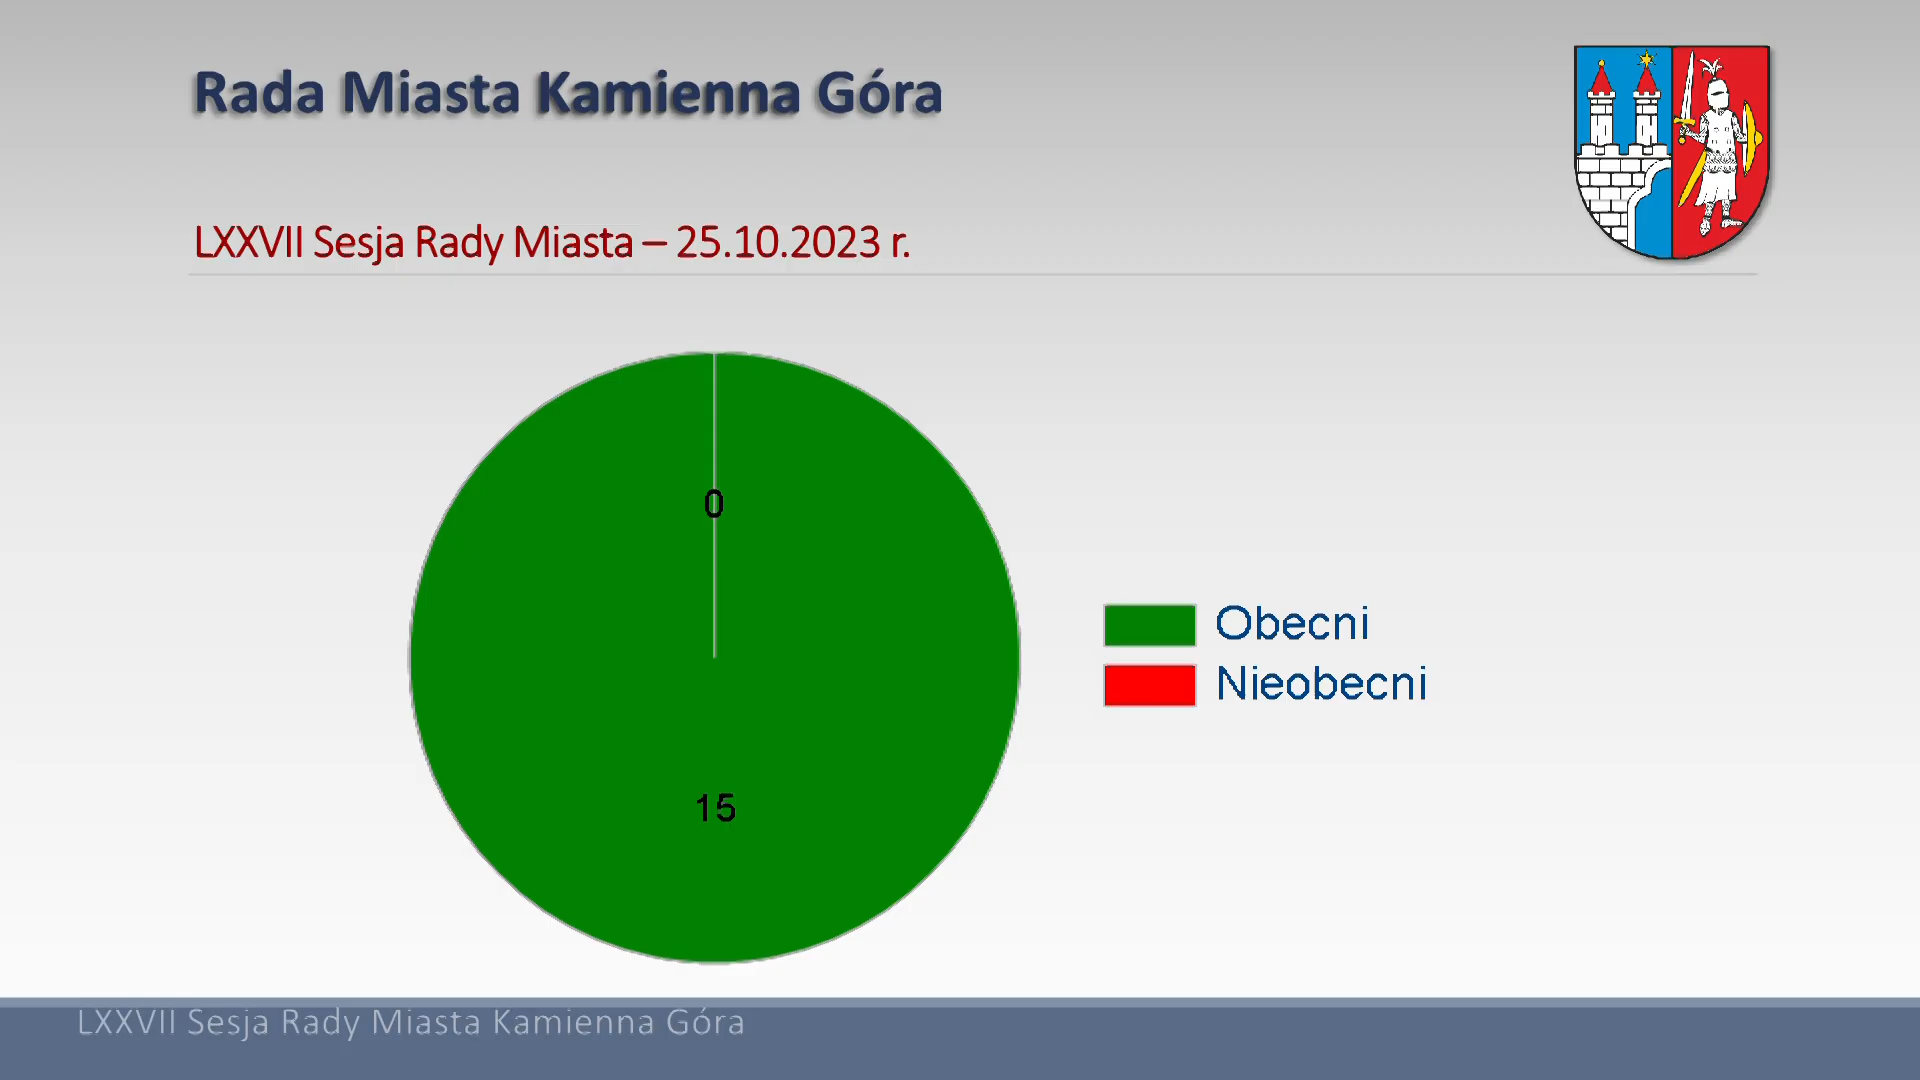 Rada Miasta Kamienna Góra
LXXVII Sesja Rady Miasta – 25.10.2023 r.
0
Obecni
Nieobecni
15
LXXVII Sesja Rady Miasta Kamienna Góra